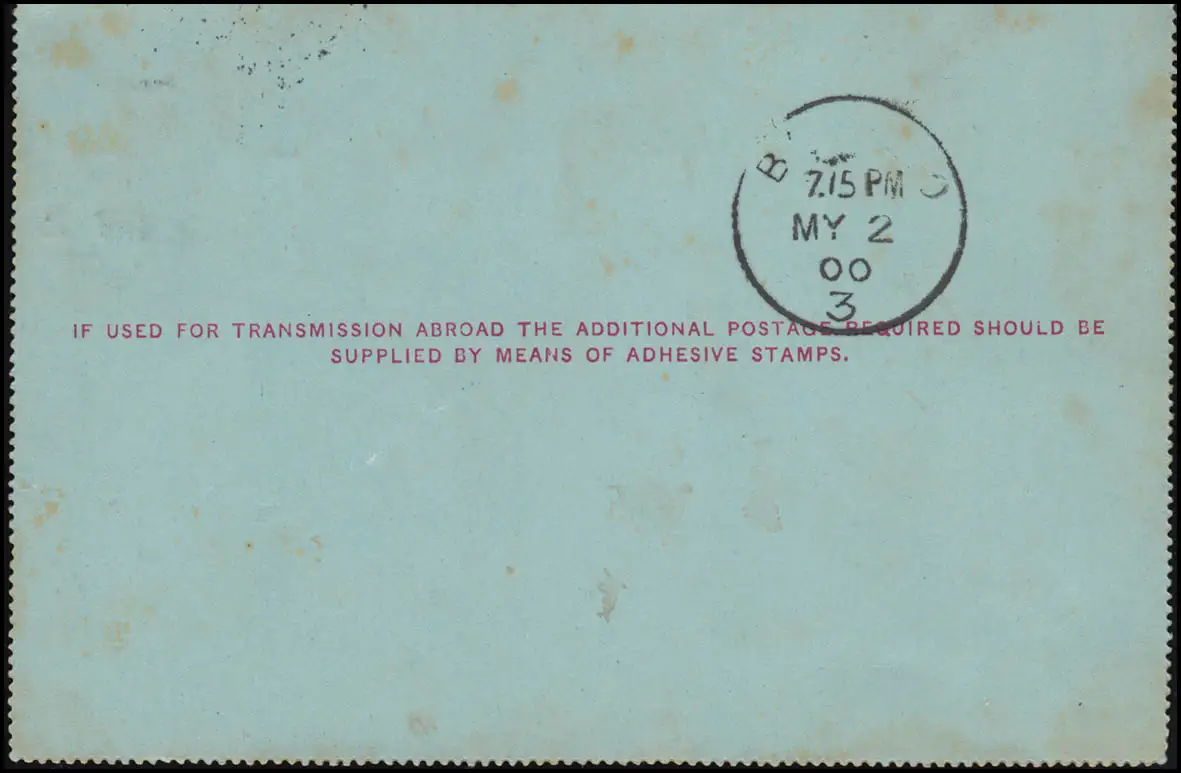 7.15 PM
MY 2
00
3
IF USED FOR TRANSMISSION ABROAD THE ADDITIONAL POSTAGE REQUIRED SHOULD BE
SUPPLIED BY MEANS OF ADHESIVE STAMPS.